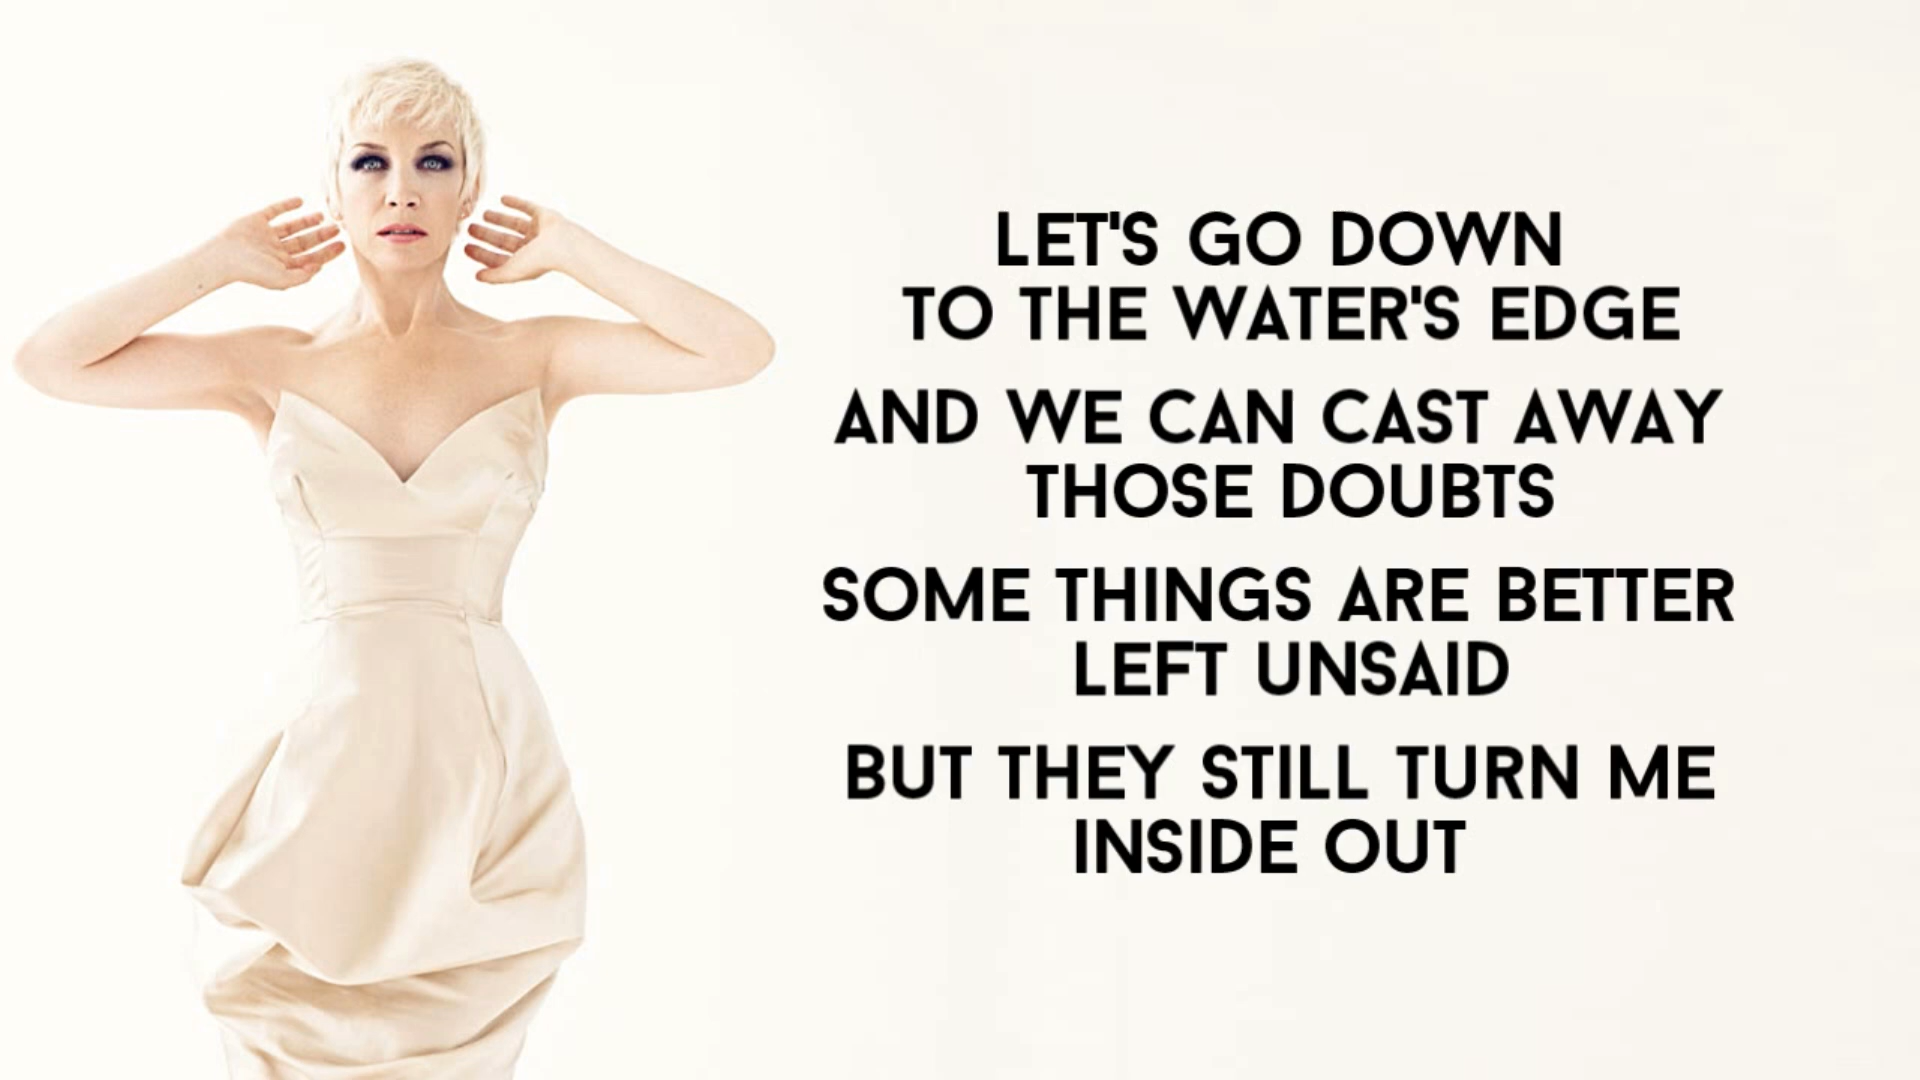 LET'S GO DOWN
TO THE WATER'S EDGE
AND WE CAN CAST AWAY
THOSE DOUBTS
SOME THINGS ARE BETTER
LEFT UNSAID
BUT THEY STILL TURN ME
INSIDE OUT